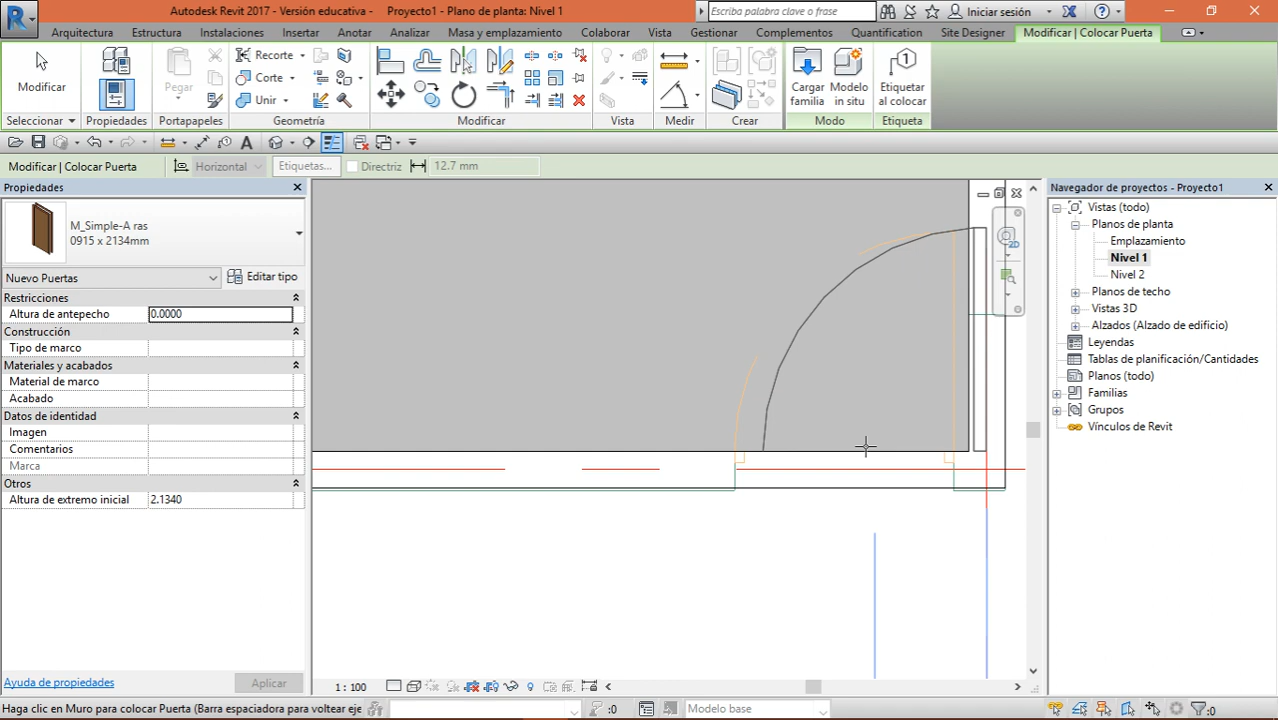 Autodesk Revit 2017 - Versión educativa - Proyecto1 - Plano de planta: Nivel 1
Escriba palabra clave o frase
Iniciar sesión
Arquitectura Estructura Instalaciones Insertar Anotar Analizar Masa y emplazamiento Colaborar Vista Gestionar Complementos Quantification Site Designer Modificar | Colocar Puerta
Modificar
Pegar
Recorte
Corte
Unir
Cargar familia
Modelo in situ
Etiquetar al colocar
Seleccionar Propiedades Portapapeles Geometría Modificar Vista Medir Crear Modo Etiqueta
Modificar | Colocar Puerta Horizontal Etiquetas... Directriz 12.7 mm
Propiedades
M_Simple-A ras
0915 x 2134mm
Nuevo Puertas Editar tipo
Restricciones
Altura de antepecho 0.0000
Construcción
Tipo de marco
Materiales y acabados
Material de marco
Acabado
Datos de identidad
Imagen
Comentarios
Marca
Otros
Altura de extremo inicial 2.1340
Ayuda de propiedades Aplicar
2D
Navegador de proyectos - Proyecto1
Vistas (todo)
Planos de planta
Emplazamiento
Nivel 1
Nivel 2
Planos de techo
Vistas 3D
Alzados (Alzado de edificio)
Leyendas
Tablas de planificación/Cantidades
Planos (todo)
Familias
Grupos
Vínculos de Revit
1 : 100
Haga clic en Muro para colocar Puerta (Barra espaciadora para voltear eje :0 Modelo base :0